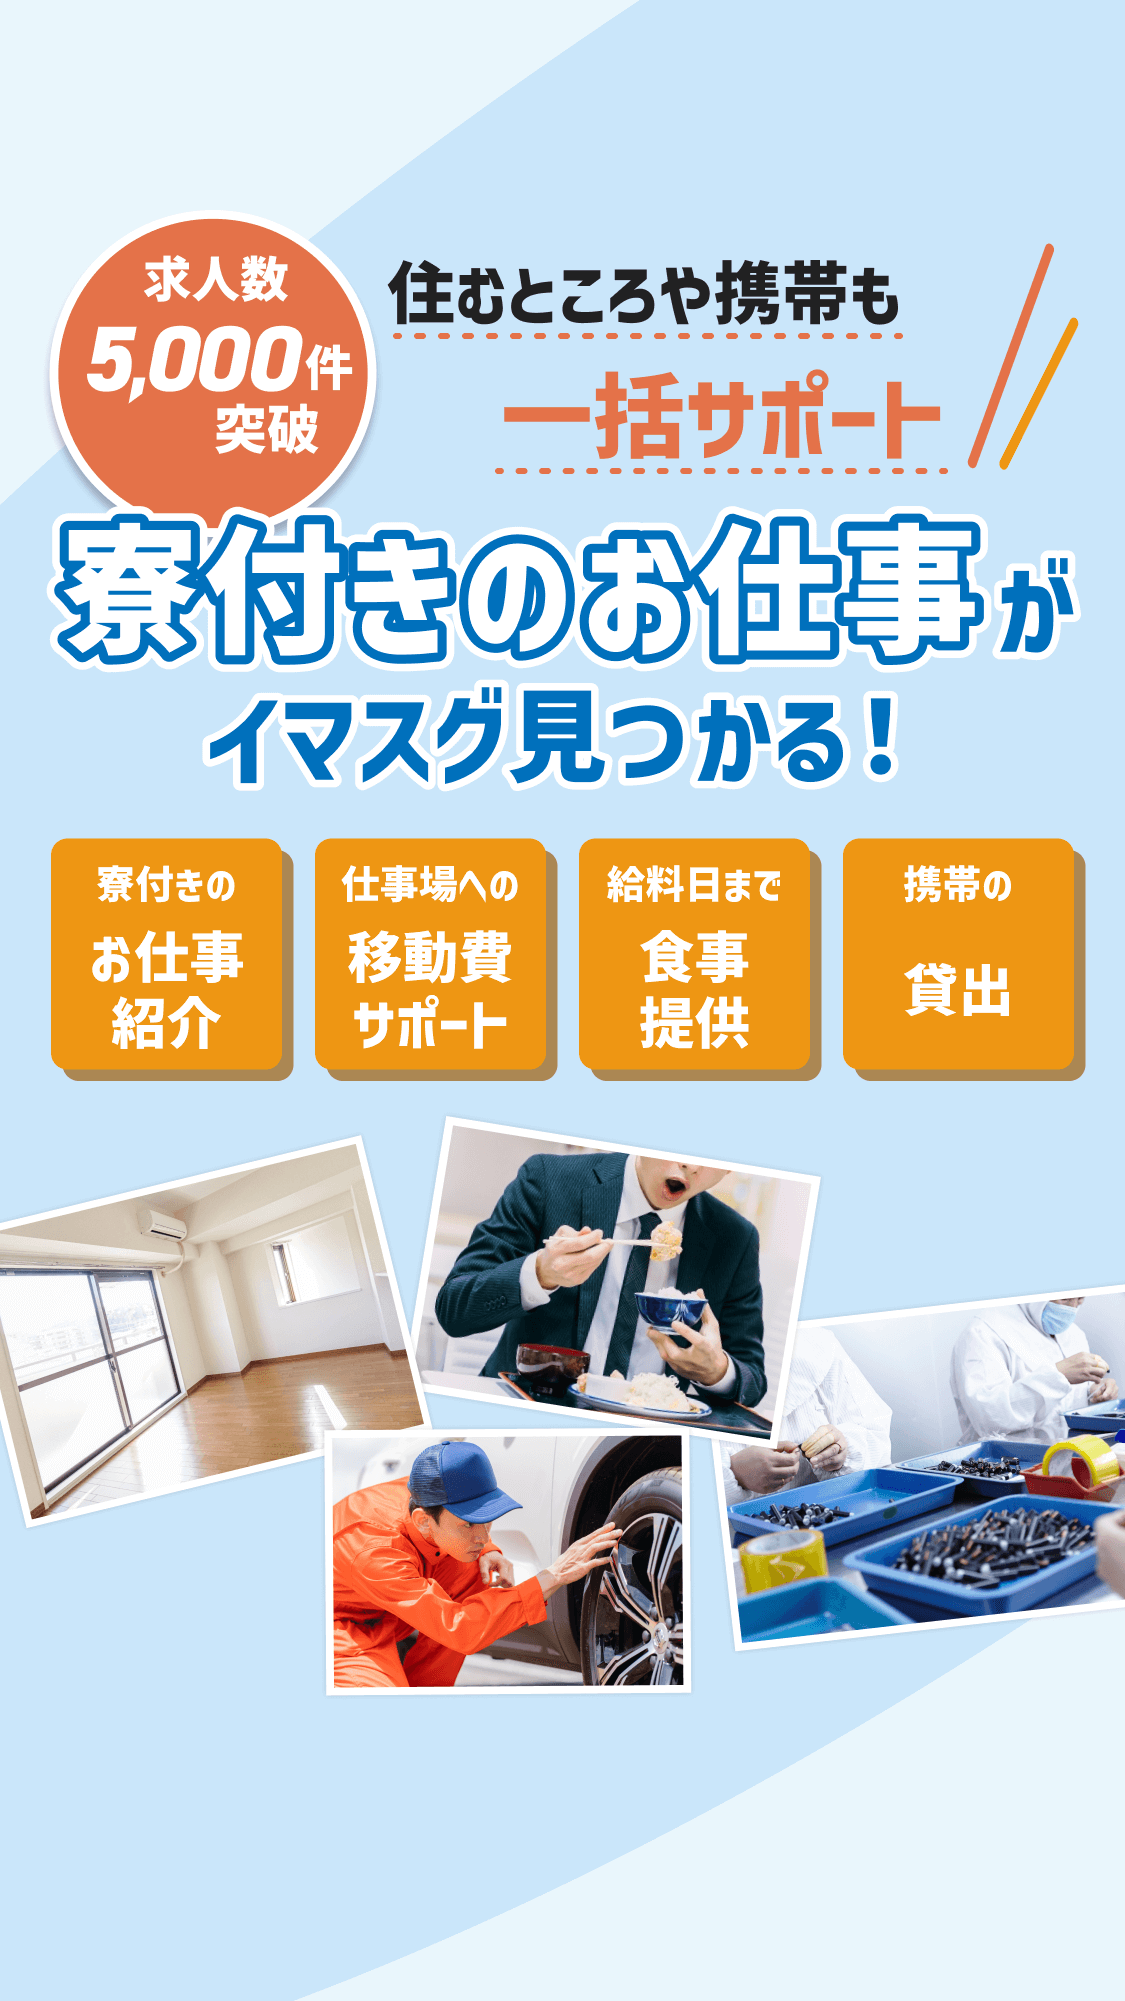 求人数
5,000件
突破
住むところや携帯も
一括サポート
寮付きのお仕事が
イマスグ見つかる！
寮付きの
お仕事
紹介
仕事場への
移動費
サポート
給料日まで
食事
提供
携帯の
貸出